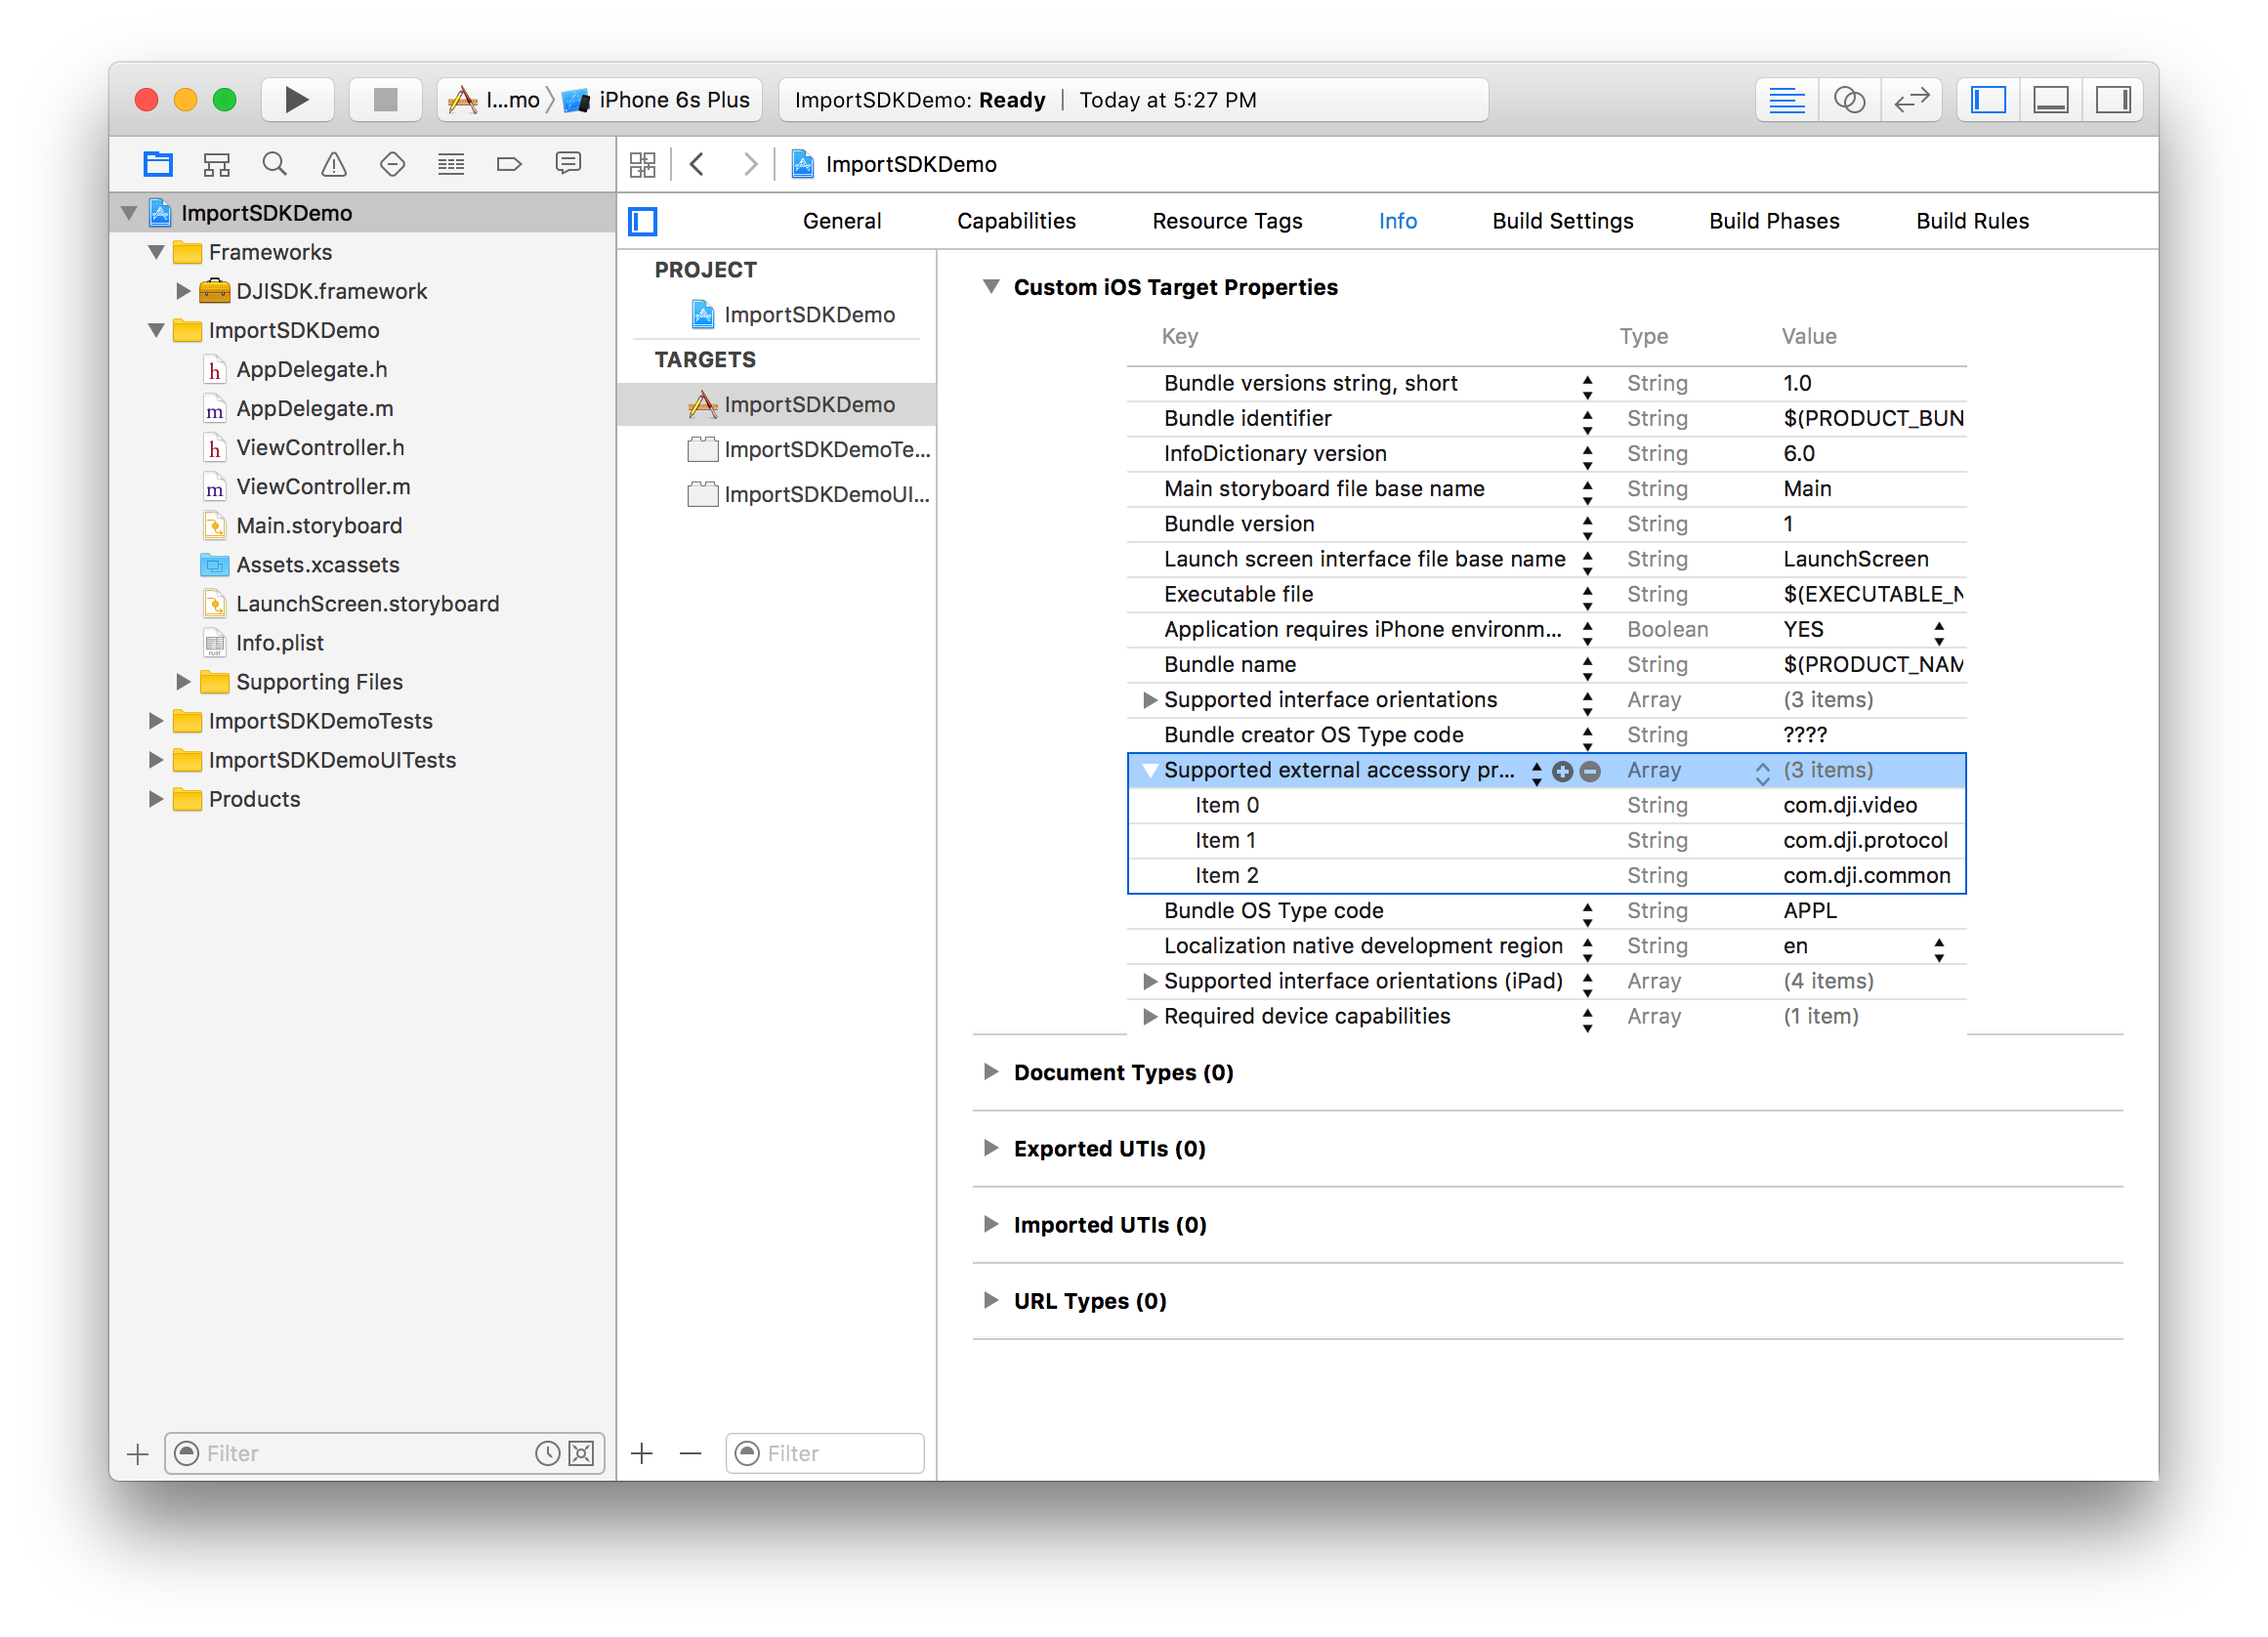 I...mo iPhone 6s Plus
ImportSDKDemo: Ready | Today at 5:27 PM
ImportSDKDemo
ImportSDKDemo
Frameworks
DJISDK.framework
ImportSDKDemo
AppDelegate.h
AppDelegate.m
ViewController.h
ViewController.m
Main.storyboard
Assets.xcassets
LaunchScreen.storyboard
Info.plist
Supporting Files
ImportSDKDemoTests
ImportSDKDemoUITests
Products
Filter
General Capabilities Resource Tags Info Build Settings Build Phases Build Rules
PROJECT
ImportSDKDemo
TARGETS
ImportSDKDemo
ImportSDKDemoTe...
ImportSDKDemoUI...
Filter
Custom iOS Target Properties
Key Type Value
Bundle versions string, short String 1.0
Bundle identifier String $(PRODUCT_BUN
InfoDictionary version String 6.0
Main storyboard file base name String Main
Bundle version String 1
Launch screen interface file base name String LaunchScreen
Executable file String $(EXECUTABLE_N
Application requires iPhone environm... Boolean YES
Bundle name String $(PRODUCT_NAM
Supported interface orientations Array (3 items)
Bundle creator OS Type code String ????
Supported external accessory pr... Array (3 items)
Item 0 String com.dji.video
Item 1 String com.dji.protocol
Item 2 String com.dji.common
Bundle OS Type code String APPL
Localization native development region String en
Supported interface orientations (iPad) Array (4 items)
Required device capabilities Array (1 item)
Document Types (0)
Exported UTIs (0)
Imported UTIs (0)
URL Types (0)